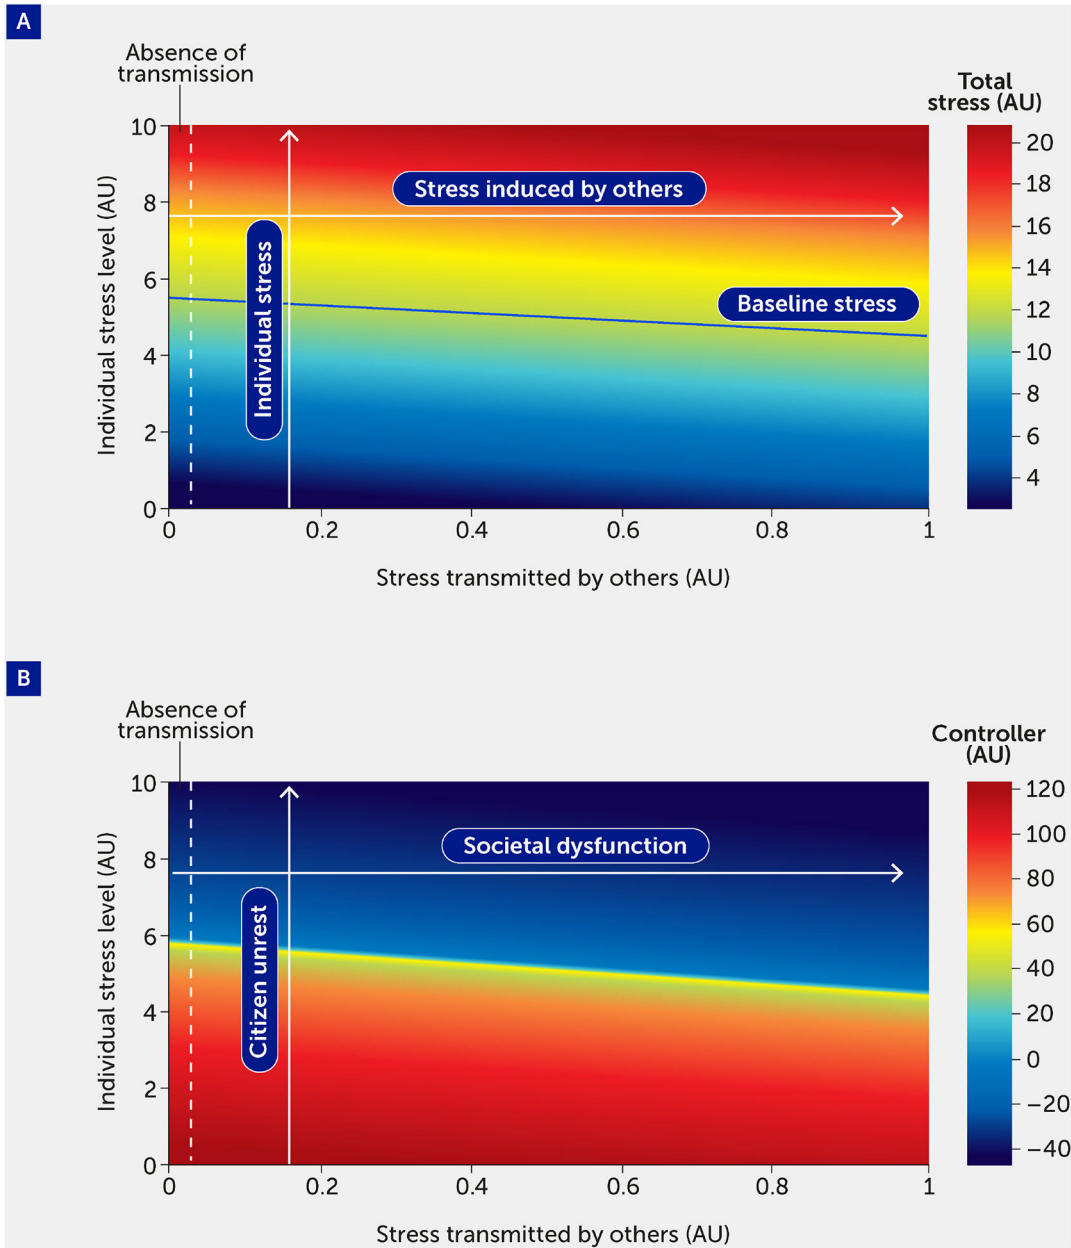 A
Absence of
transmission
Total
stress (AU)
10
8
6
4
2
0
Individual stress level (AU)
Stress induced by others
Individual stress
Baseline stress
20
18
16
14
12
10
8
6
4
0
0.2
0.4
0.6
0.8
1
Stress transmitted by others (AU)
B
Absence of
transmission
Controller
(AU)
10
8
6
4
2
0
Individual stress level (AU)
Societal dysfunction
Citizen unrest
120
100
80
60
40
20
0
−20
−40
0
0.2
0.4
0.6
0.8
1
Stress transmitted by others (AU)